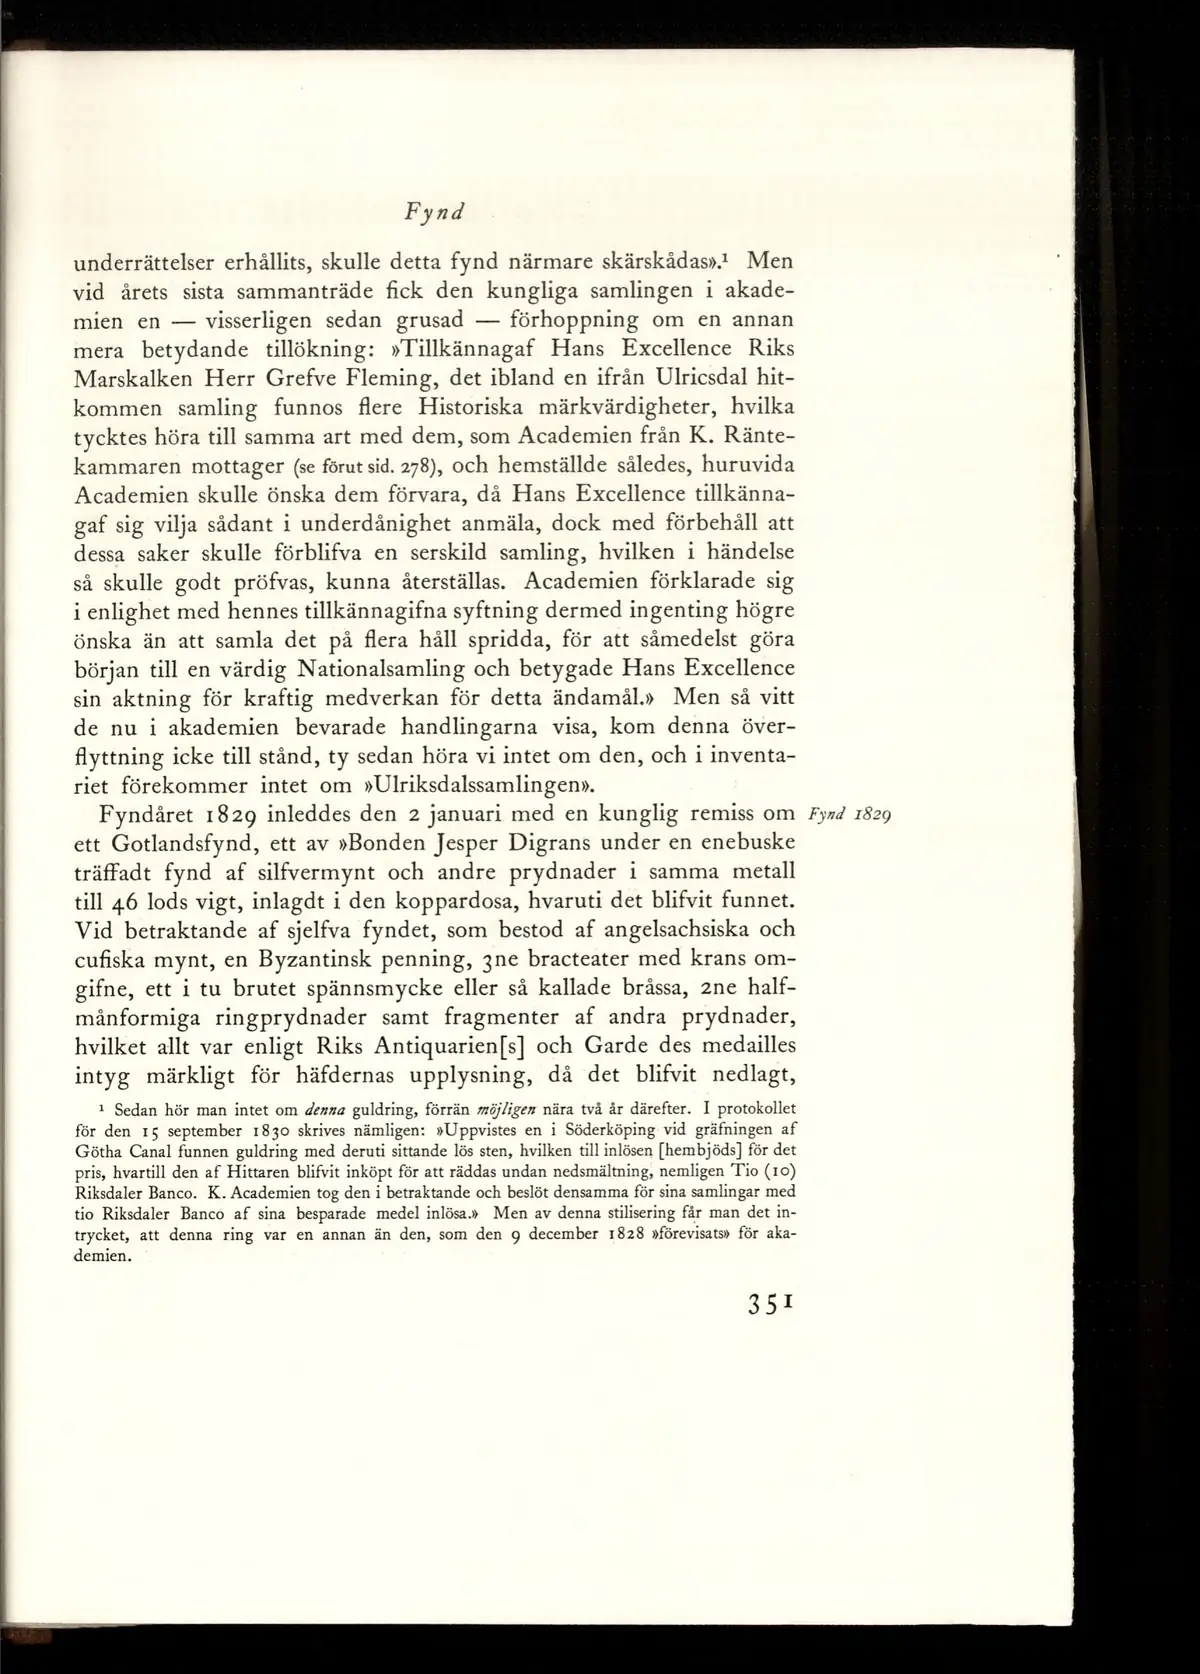 Fynd
underrättelser erhållits, skulle detta fynd närmare skärskådas».¹ Men
vid årets sista sammanträde fick den kungliga samlingen i akade-
mien en — visserligen sedan grusad — förhoppning om en annan
mera betydande tillökning: »Tillkännagaf Hans Excellence Riks
Marskalken Herr Grefve Fleming, det ibland en ifrån Ulricsdal hit-
kommen samling funnos flere Historiska märkvärdigheter, hvilka
tycktes höra till samma art med dem, som Academien från K. Ränte-
kammaren mottager (se förut sid. 278), och hemställde således, huruvida
Academien skulle önska dem förvara, då Hans Excellence tillkänna-
gaf sig vilja sådant i underdånighet anmäla, dock med förbehåll att
dessa saker skulle förblifva en serskild samling, hvilken i händelse
så skulle godt pröfvas, kunna återställas. Academien förklarade sig
i enlighet med hennes tillkännagifna syftning dermed ingenting högre
önska än att samla det på flera håll spridda, för att såmedelst göra
början till en värdig Nationalsamling och betygade Hans Excellence
sin aktning för kraftig medverkan för detta ändamål.» Men så vitt
de nu i akademien bevarade handlingarna visa, kom denna över-
flyttning icke till stånd, ty sedan höra vi intet om den, och i inventa-
riet förekommer intet om »Ulriksdalssamlingen».
Fyndåret 1829 inleddes den 2 januari med en kunglig remiss om Fynd 1829
ett Gotlandsfynd, ett av »Bonden Jesper Digrans under en enebuske
träffadt fynd af silfvermynt och andre prydnader i samma metall
till 46 lods vigt, inlagdt i den koppardosa, hvaruti det blifvit funnet.
Vid betraktande af sjelfva fyndet, som bestod af angelsachsiska och
cufiska mynt, en Byzantinsk penning, 3ne bracteater med krans om-
gifne, ett i tu brutet spännsmycke eller så kallade bråssa, 2ne half-
månformiga ringprydnader samt fragmenter af andra prydnader,
hvilket allt var enligt Riks Antiquarien[s] och Garde des medailles
intyg märkligt för häfdernas upplysning, då det blifvit nedlagt,
¹ Sedan hör man intet om denna guldring, förrän möjligen nära två år därefter. I protokollet
för den 15 september 1830 skrives nämligen: »Uppvistes en i Söderköping vid gräfningen af
Götha Canal funnen guldring med deruti sittande lös sten, hvilken till inlösen [hembjöds] för det
pris, hvartill den af Hittaren blifvit inköpt för att räddas undan nedsmältning, nemligen Tio (10)
Riksdaler Banco. K. Academien tog den i betraktande och beslöt densamma för sina samlingar med
tio Riksdaler Banco af sina besparade medel inlösa.» Men av denna stilisering får man det in-
trycket, att denna ring var en annan än den, som den 9 december 1828 »förevisats» för aka-
demien.
351